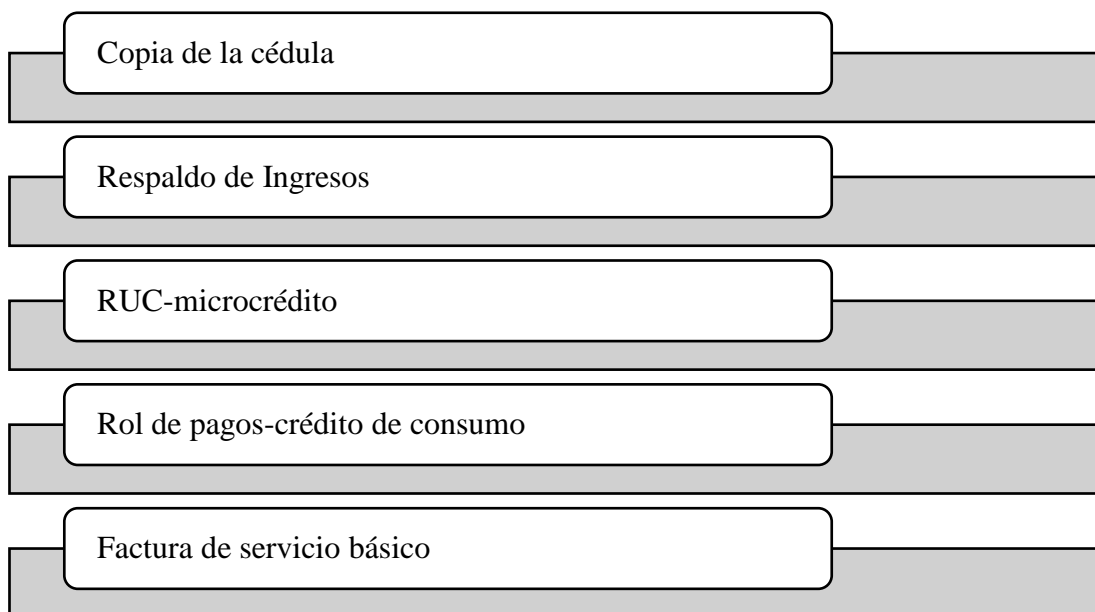 Copia de la cédula
Respaldo de Ingresos
RUC-microcrédito
Rol de pagos-crédito de consumo
Factura de servicio básico